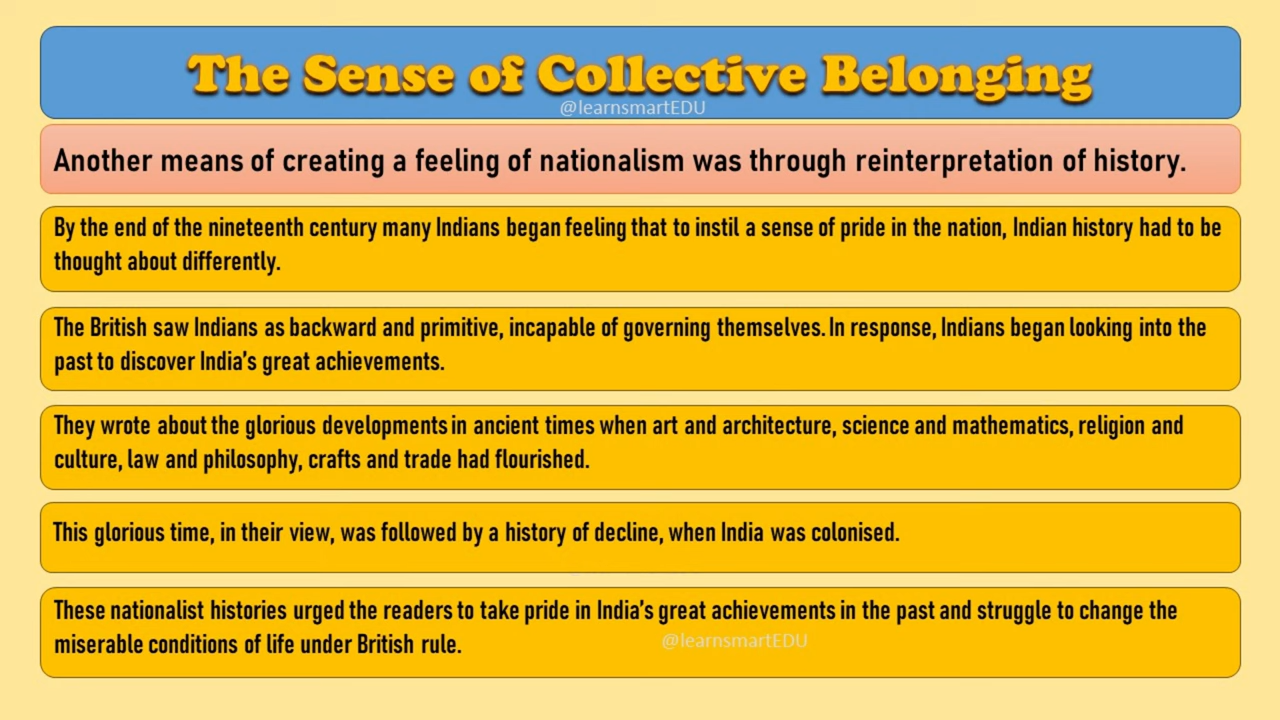 The Sense of Collective Belonging
@learnsmartEDU
Another means of creating a feeling of nationalism was through reinterpretation of history.
By the end of the nineteenth century many Indians began feeling that to instil a sense of pride in the nation, Indian history had to be
thought about differently.
The British saw Indians as backward and primitive, incapable of governing themselves. In response, Indians began looking into the
past to discover India's great achievements.
They wrote about the glorious developments in ancient times when art and architecture, science and mathematics, religion and
culture, law and philosophy, crafts and trade had flourished.
This glorious time, in their view, was followed by a history of decline, when India was colonised.
These nationalist histories urged the readers to take pride in India's great achievements in the past and struggle to change the
miserable conditions of life under British rule.
@learnsmartEDU